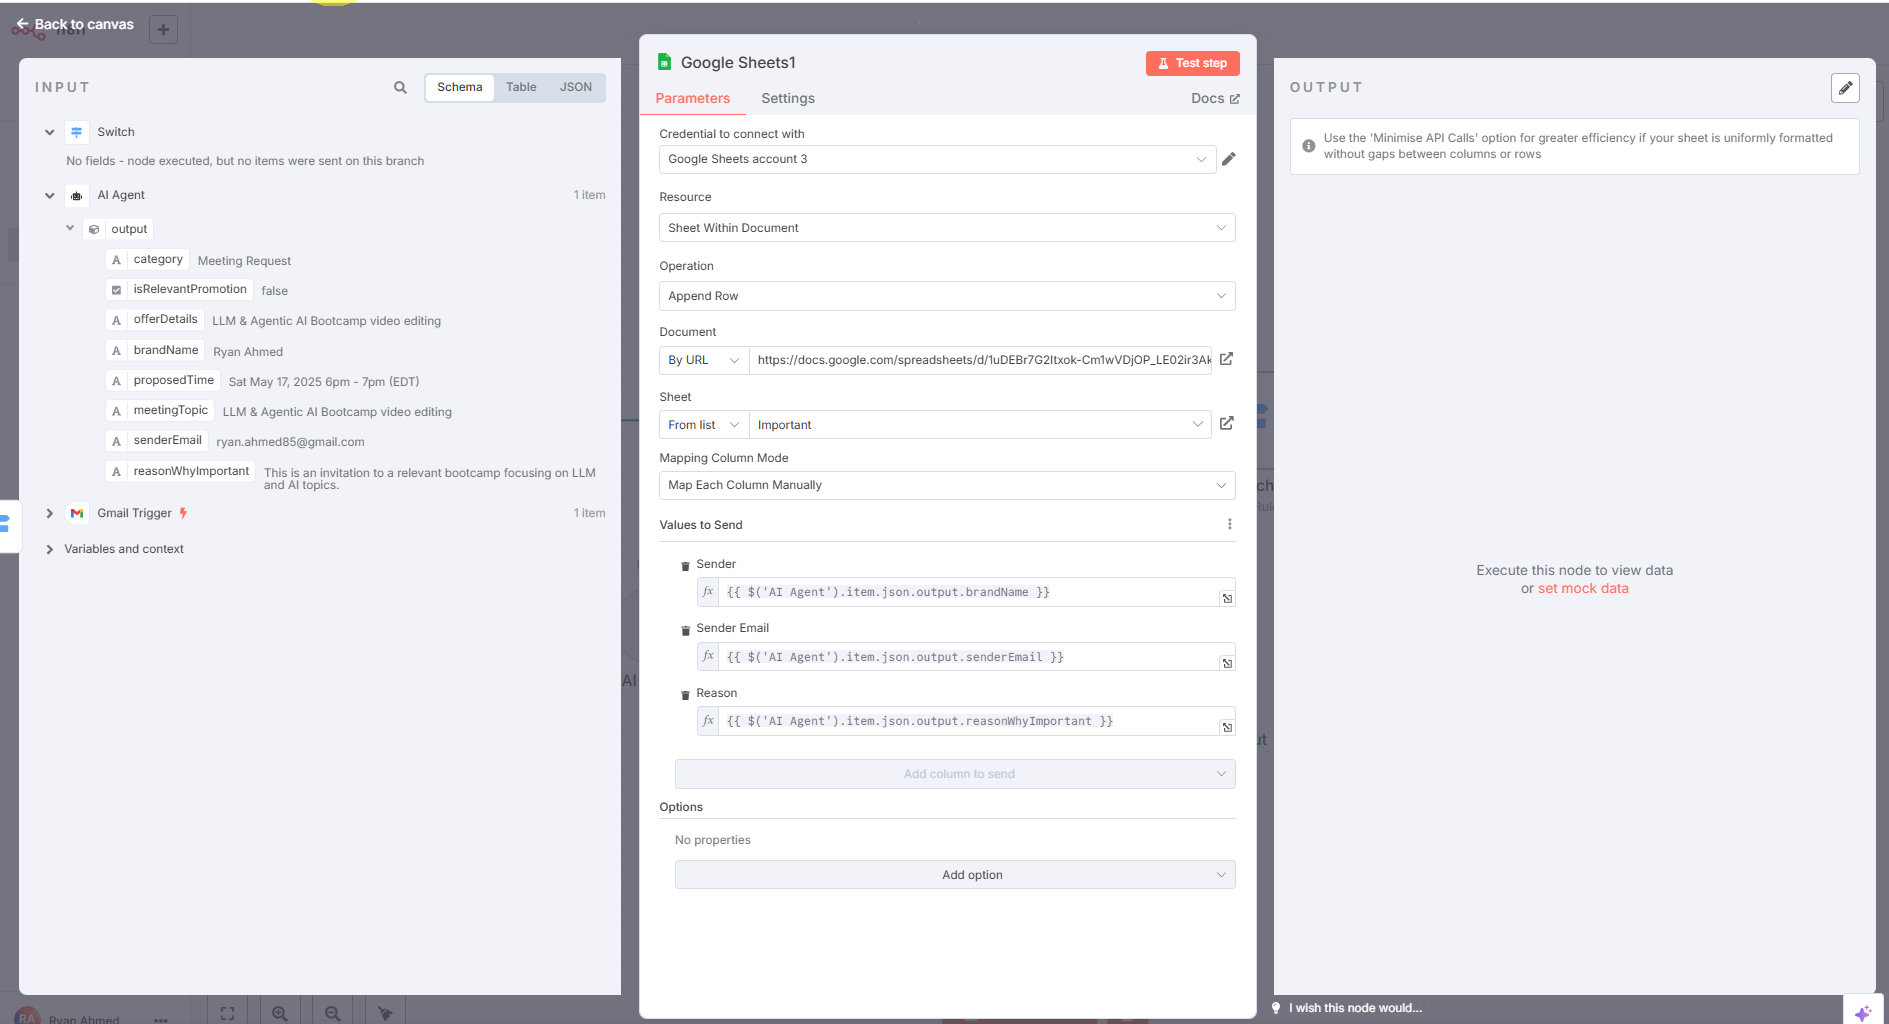 Back to canvas
n8n
INPUT
Schema
Table
JSON
Switch
No fields - node executed, but no items were sent on this branch
AI Agent
1 item
output
category
Meeting Request
isRelevantPromotion
false
offerDetails
LLM & Agentic AI Bootcamp video editing
brandName
Ryan Ahmed
proposedTime
Sat May 17, 2025 6pm - 7pm (EDT)
meetingTopic
LLM & Agentic AI Bootcamp video editing
senderEmail
ryan.ahmed85@gmail.com
reasonWhyImportant
This is an invitation to a relevant bootcamp focusing on LLM
and AI topics.
Gmail Trigger
1 item
Variables and context
RA
Ryan Ahmed
Google Sheets1
Test step
Parameters
Settings
Docs
Credential to connect with
Google Sheets account 3
Resource
Sheet Within Document
Operation
Append Row
Document
By URL
https://docs.google.com/spreadsheets/d/1uDEBr7G2Itxok-Cm1wVDjOP_LE02ir3Ak
Sheet
From list
Important
Mapping Column Mode
Map Each Column Manually
Values to Send
Sender
fx
{{ $('AI Agent').item.json.output.brandName }}
Sender Email
fx
{{ $('AI Agent').item.json.output.senderEmail }}
Reason
fx
{{ $('AI Agent').item.json.output.reasonWhyImportant }}
Add column to send
Options
No properties
Add option
AI
OUTPUT
Use the 'Minimise API Calls' option for greater efficiency if your sheet is uniformly formatted
without gaps between columns or rows
Execute this node to view data
or set mock data
I wish this node would...